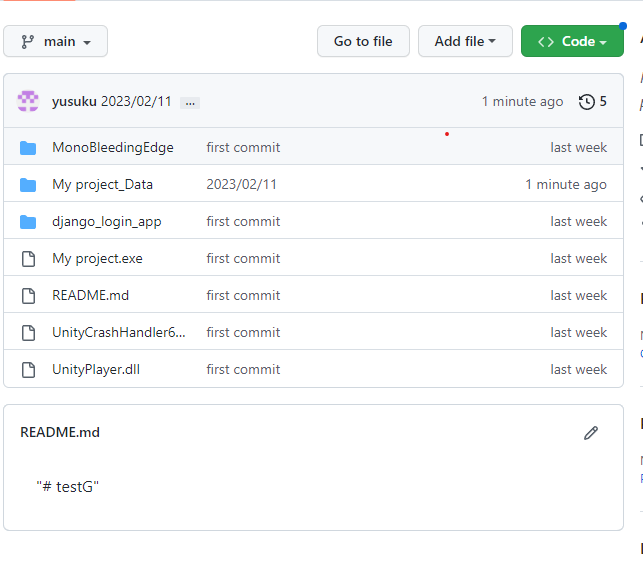 main
Go to file
Add file
Code
yusuku 2023/02/11 ...
1 minute ago
5
MonoBleedingEdge first commit last week
My project_Data 2023/02/11 1 minute ago
django_login_app first commit last week
My project.exe first commit last week
README.md first commit last week
UnityCrashHandler6... first commit last week
UnityPlayer.dll first commit last week
README.md
"# testG"